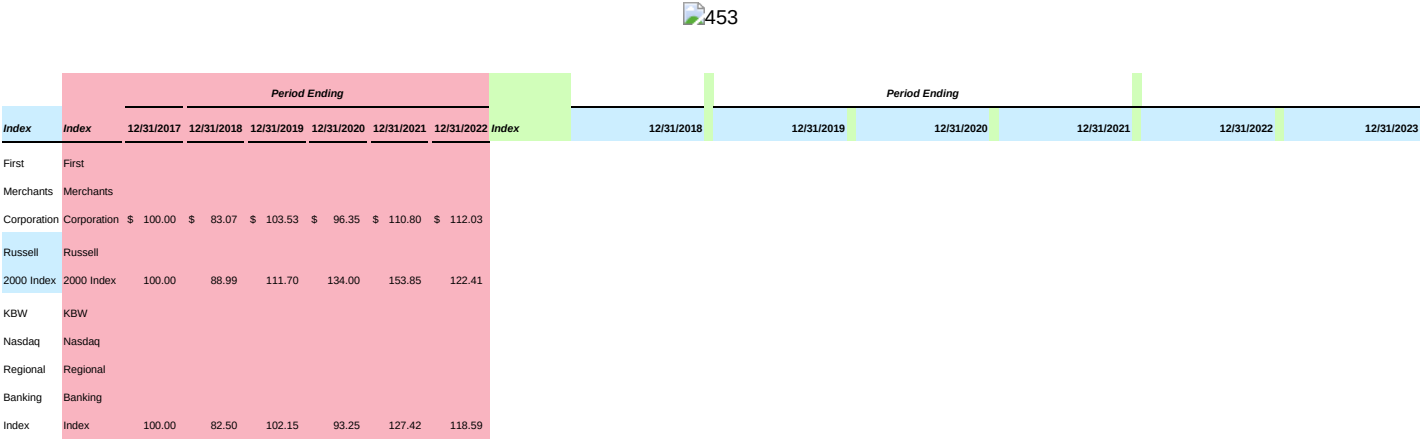 453
Period Ending Period Ending
Index Index 12/31/2017 12/31/2018 12/31/2019 12/31/2020 12/31/2021 12/31/2022 Index 12/31/2018 12/31/2019 12/31/2020 12/31/2021 12/31/2022 12/31/2023
First First
Merchants Merchants
Corporation Corporation $ 100.00 $ 83.07 $ 103.53 $ 96.35 $ 110.80 $ 112.03
Russell Russell
2000 Index 2000 Index 100.00 88.99 111.70 134.00 153.85 122.41
KBW KBW
Nasdaq Nasdaq
Regional Regional
Banking Banking
Index Index 100.00 82.50 102.15 93.25 127.42 118.59